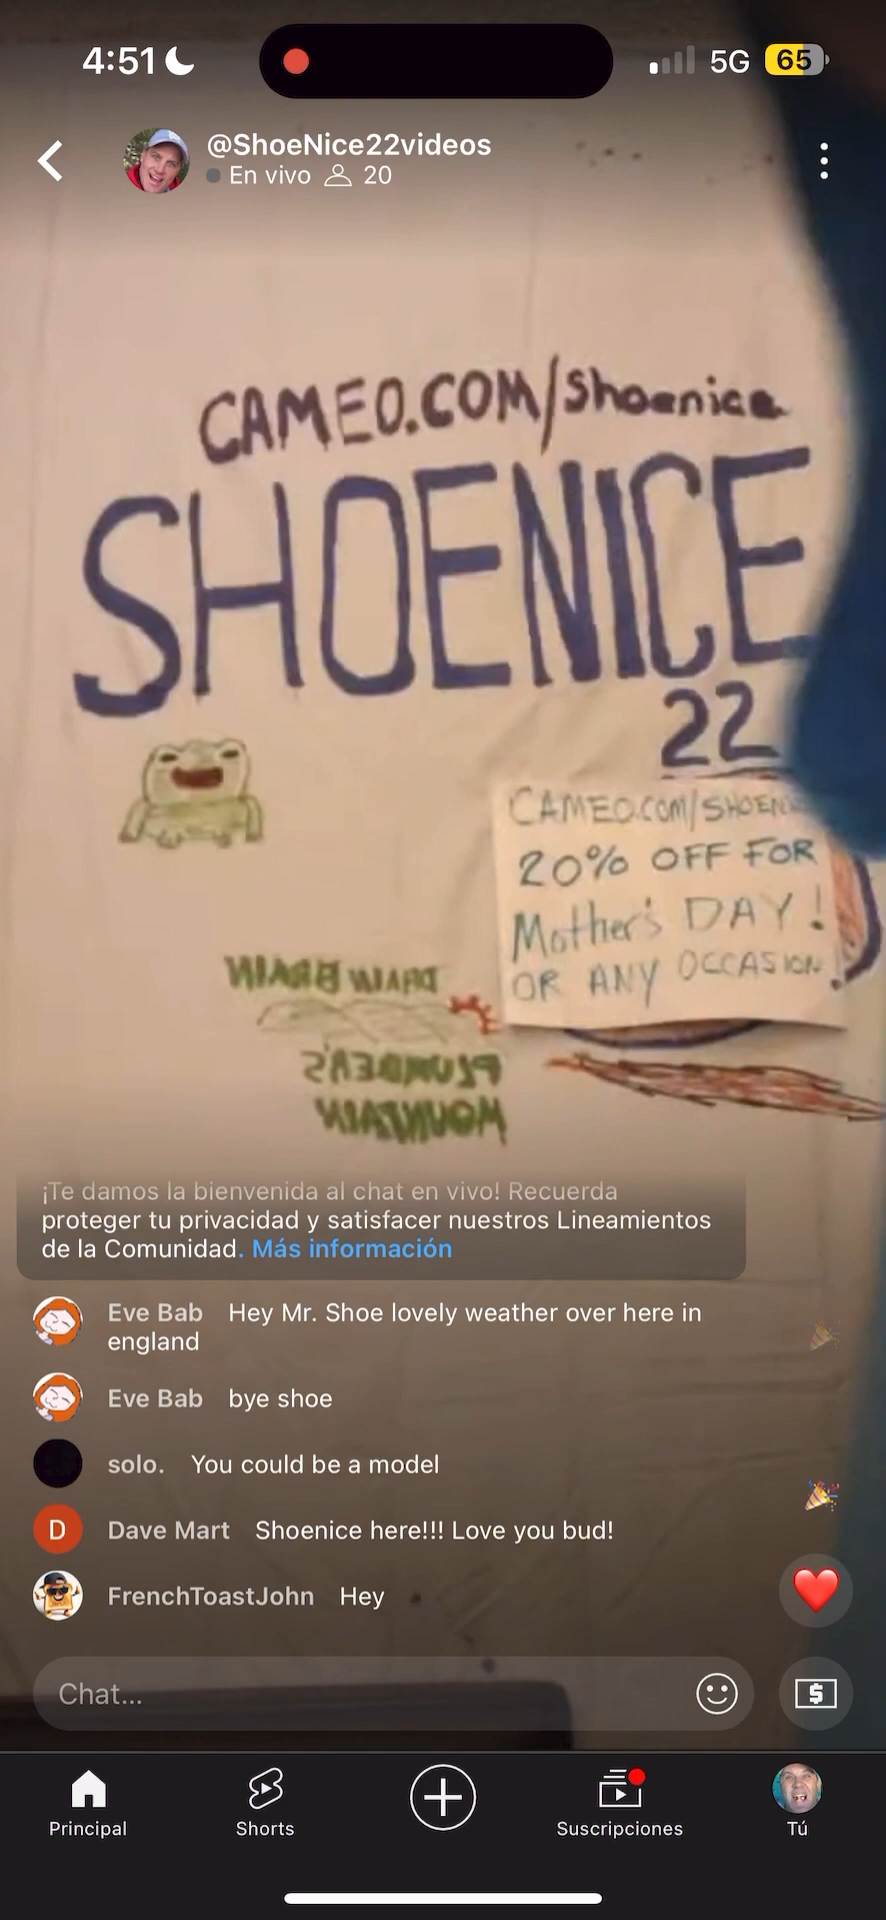 4:51
5G
65
@ShoeNice22videos
En vivo 20
CAMEO.COM/shoenice
SHOENICE
22
CAMEO.COM/SHOEN
20% OFF FOR
Mother's DAY!
OR ANY OCCASION!
DRAIN BRAIN
PLUMBER'S
MOUNTAIN
¡Te damos la bienvenida al chat en vivo! Recuerda
proteger tu privacidad y satisfacer nuestros Lineamientos
de la Comunidad. Más información
Eve Bab Hey Mr. Shoe lovely weather over here in
england
Eve Bab bye shoe
solo. You could be a model
D Dave Mart Shoenice here!!! Love you bud!
FrenchToastJohn Hey
Chat...
Principal
Shorts
Suscripciones
Tú